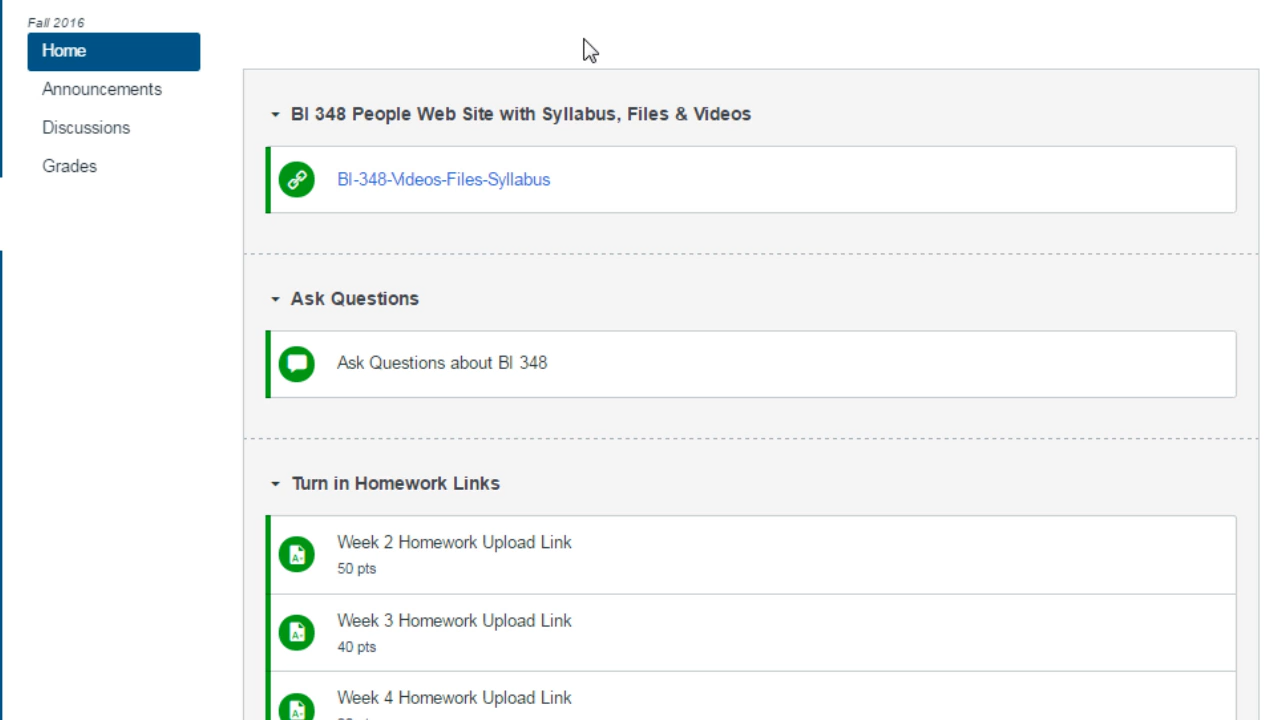 Fall 2016
Home
Announcements
Discussions
Grades
BI 348 People Web Site with Syllabus, Files & Videos
BI-348-Videos-Files-Syllabus
Ask Questions
Ask Questions about BI 348
Turn in Homework Links
Week 2 Homework Upload Link
50 pts
Week 3 Homework Upload Link
40 pts
Week 4 Homework Upload Link